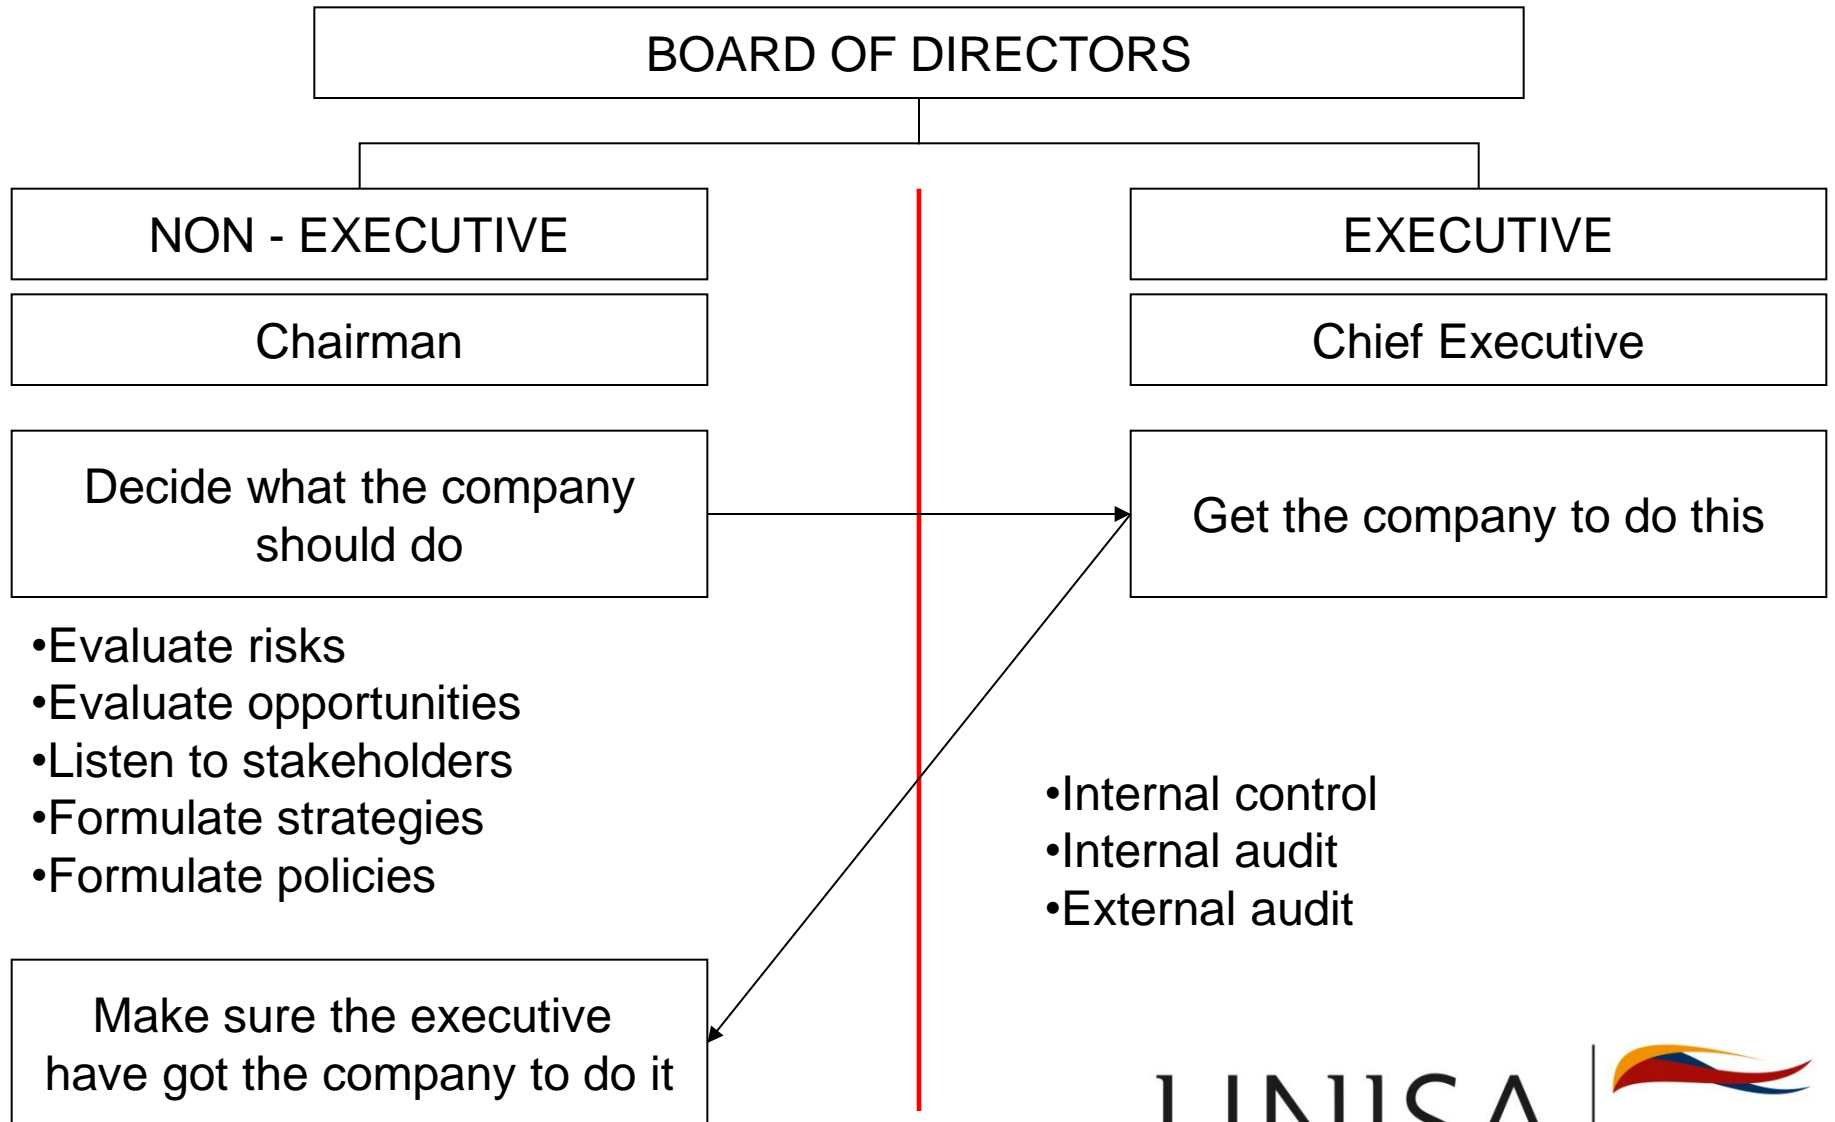 BOARD OF DIRECTORS
NON - EXECUTIVE
EXECUTIVE
Chairman
Chief Executive
Decide what the company
should do
Get the company to do this
•Evaluate risks
•Evaluate opportunities
•Listen to stakeholders
•Formulate strategies
•Formulate policies
•Internal control
•Internal audit
•External audit
Make sure the executive
have got the company to do it
UNISA